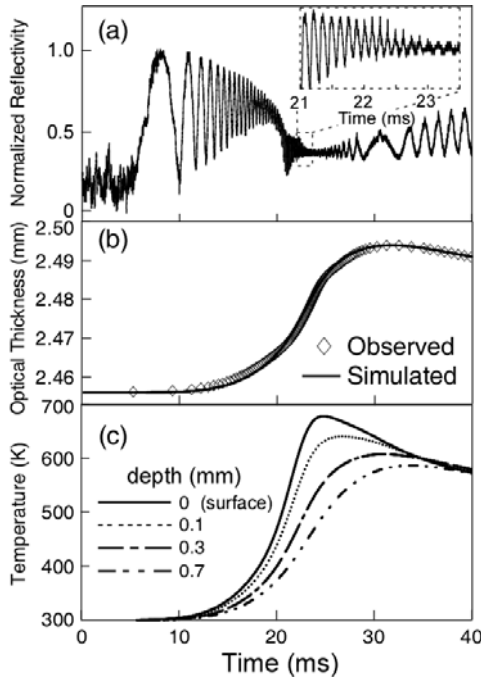 (a)
Normalized Reflectivity
1.0
0.5
0
21 22 23
Time (ms)
(b)
Optical Thickness (mm)
2.50
2.49
2.48
2.47
2.46
Observed
Simulated
(c)
Temperature (K)
700
600
500
400
300
depth (mm)
0 (surface)
0.1
0.3
0.7
0 10 20 30 40
Time (ms)